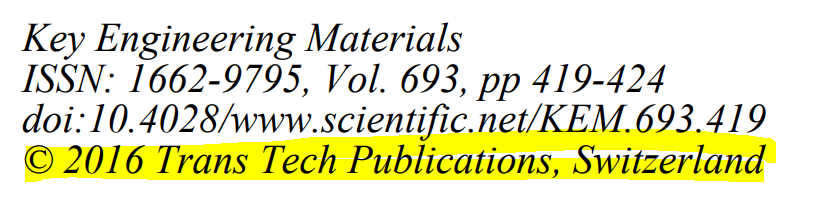 Key Engineering Materials
ISSN: 1662-9795, Vol. 693, pp 419-424
doi:10.4028/www.scientific.net/KEM.693.419
© 2016 Trans Tech Publications, Switzerland